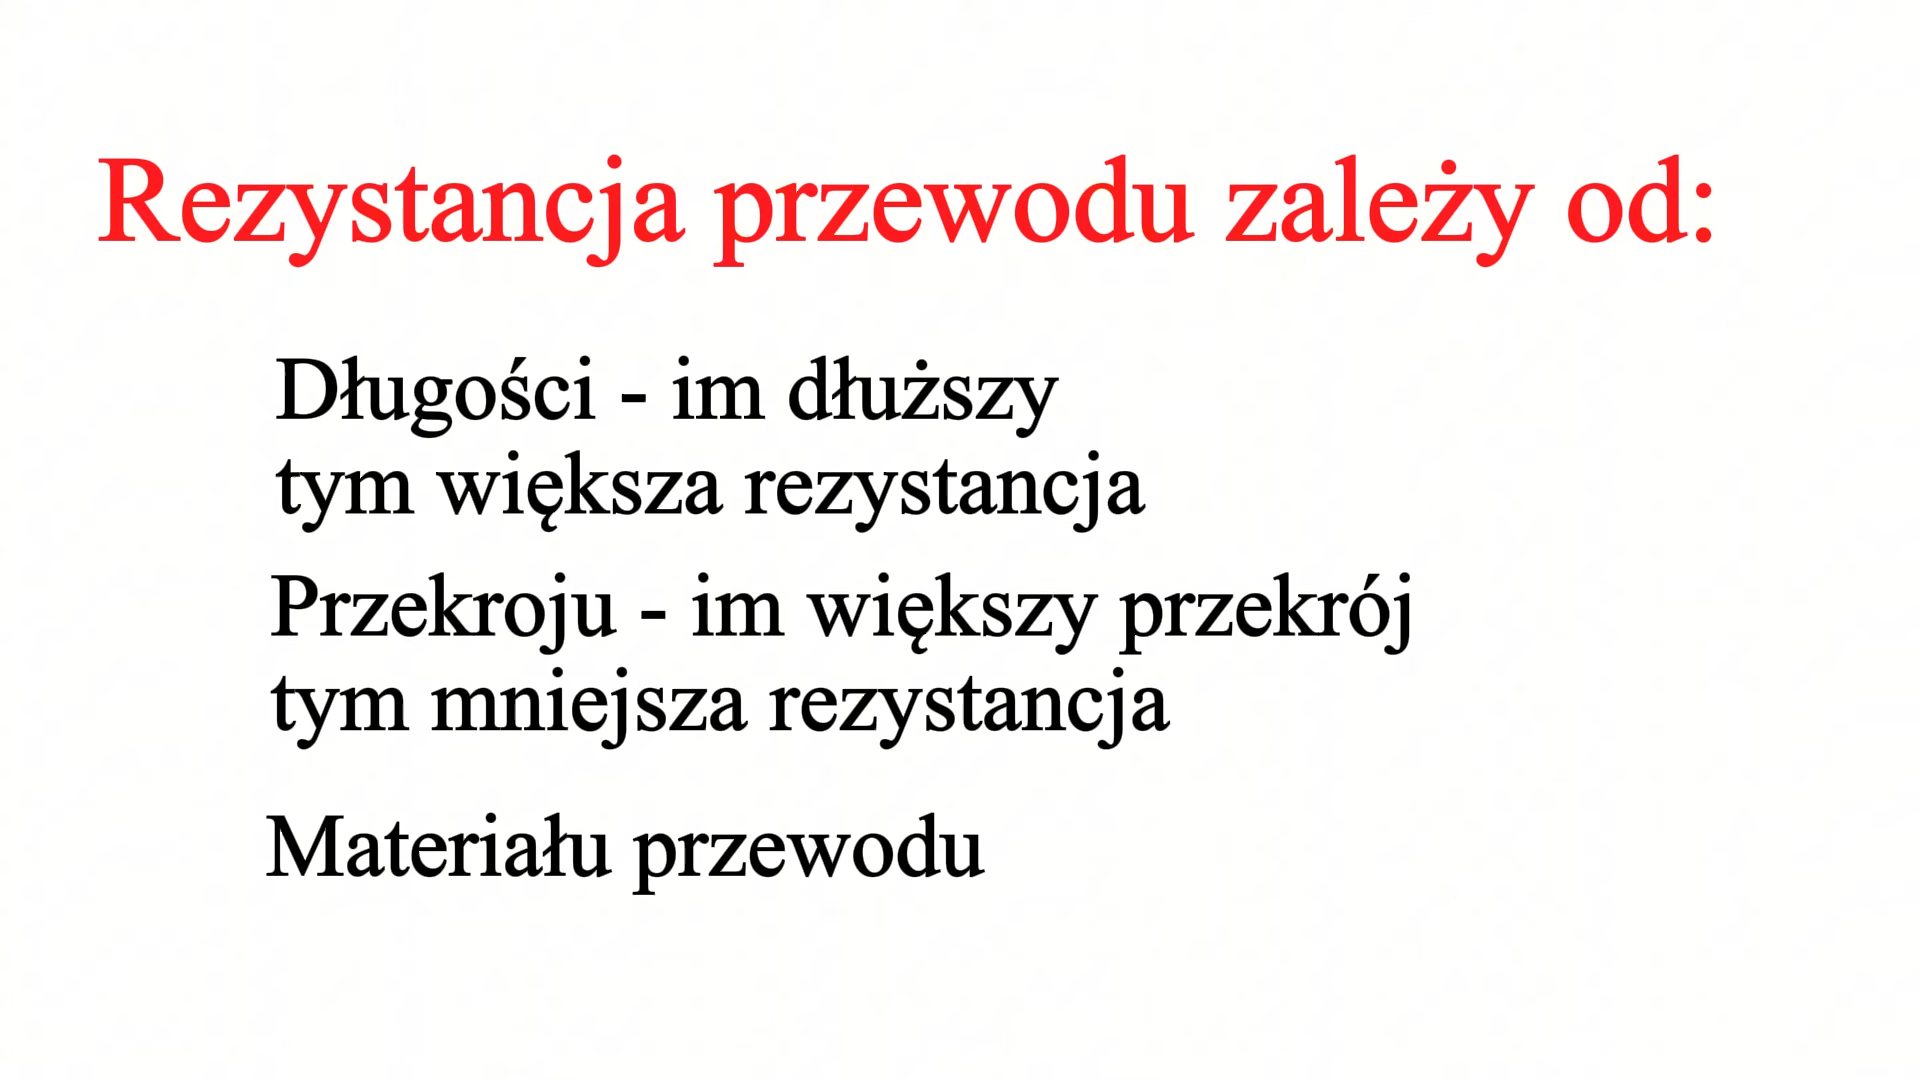 Rezystancja przewodu zależy od:
Długości - im dłuższy
tym większa rezystancja
Przekroju - im większy przekrój
tym mniejsza rezystancja
Materiału przewodu